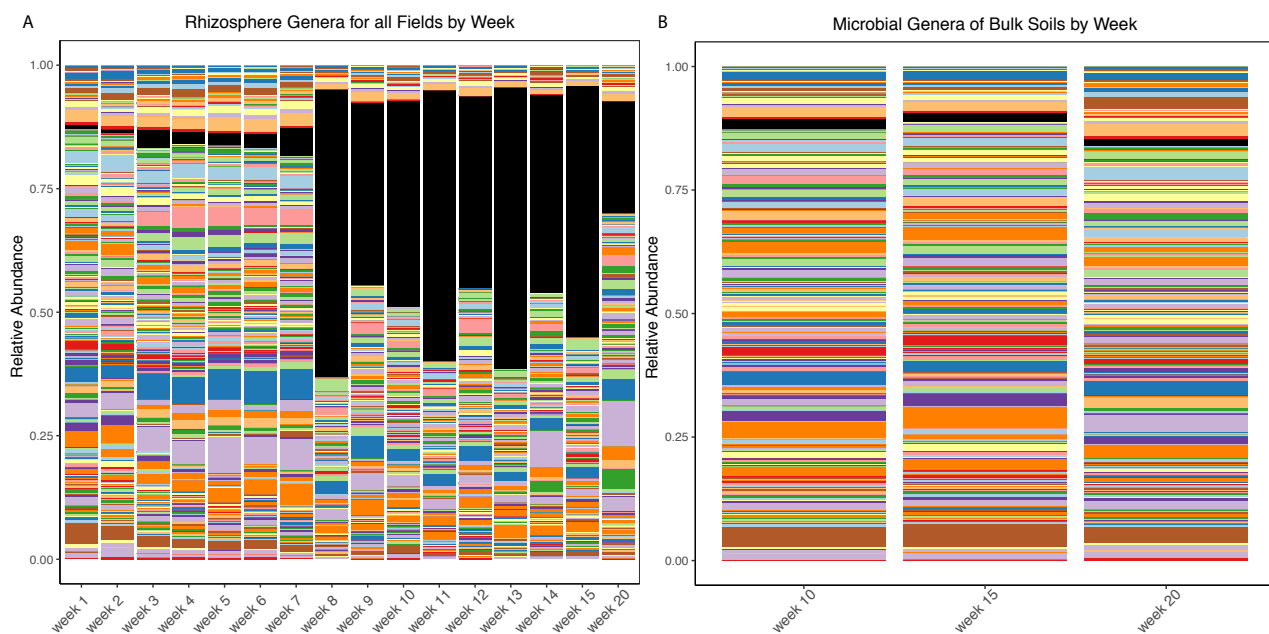 A
Rhizosphere Genera for all Fields by Week
Relative Abundance
1.00
0.75
0.50
0.25
0.00
week 1
week 2
week 3
week 4
week 5
week 6
week 7
week 8
week 9
week 10
week 11
week 12
week 13
week 14
week 15
week 20
B
Microbial Genera of Bulk Soils by Week
Relative Abundance
1.00
0.75
0.50
0.25
0.00
week 10
week 15
week 20